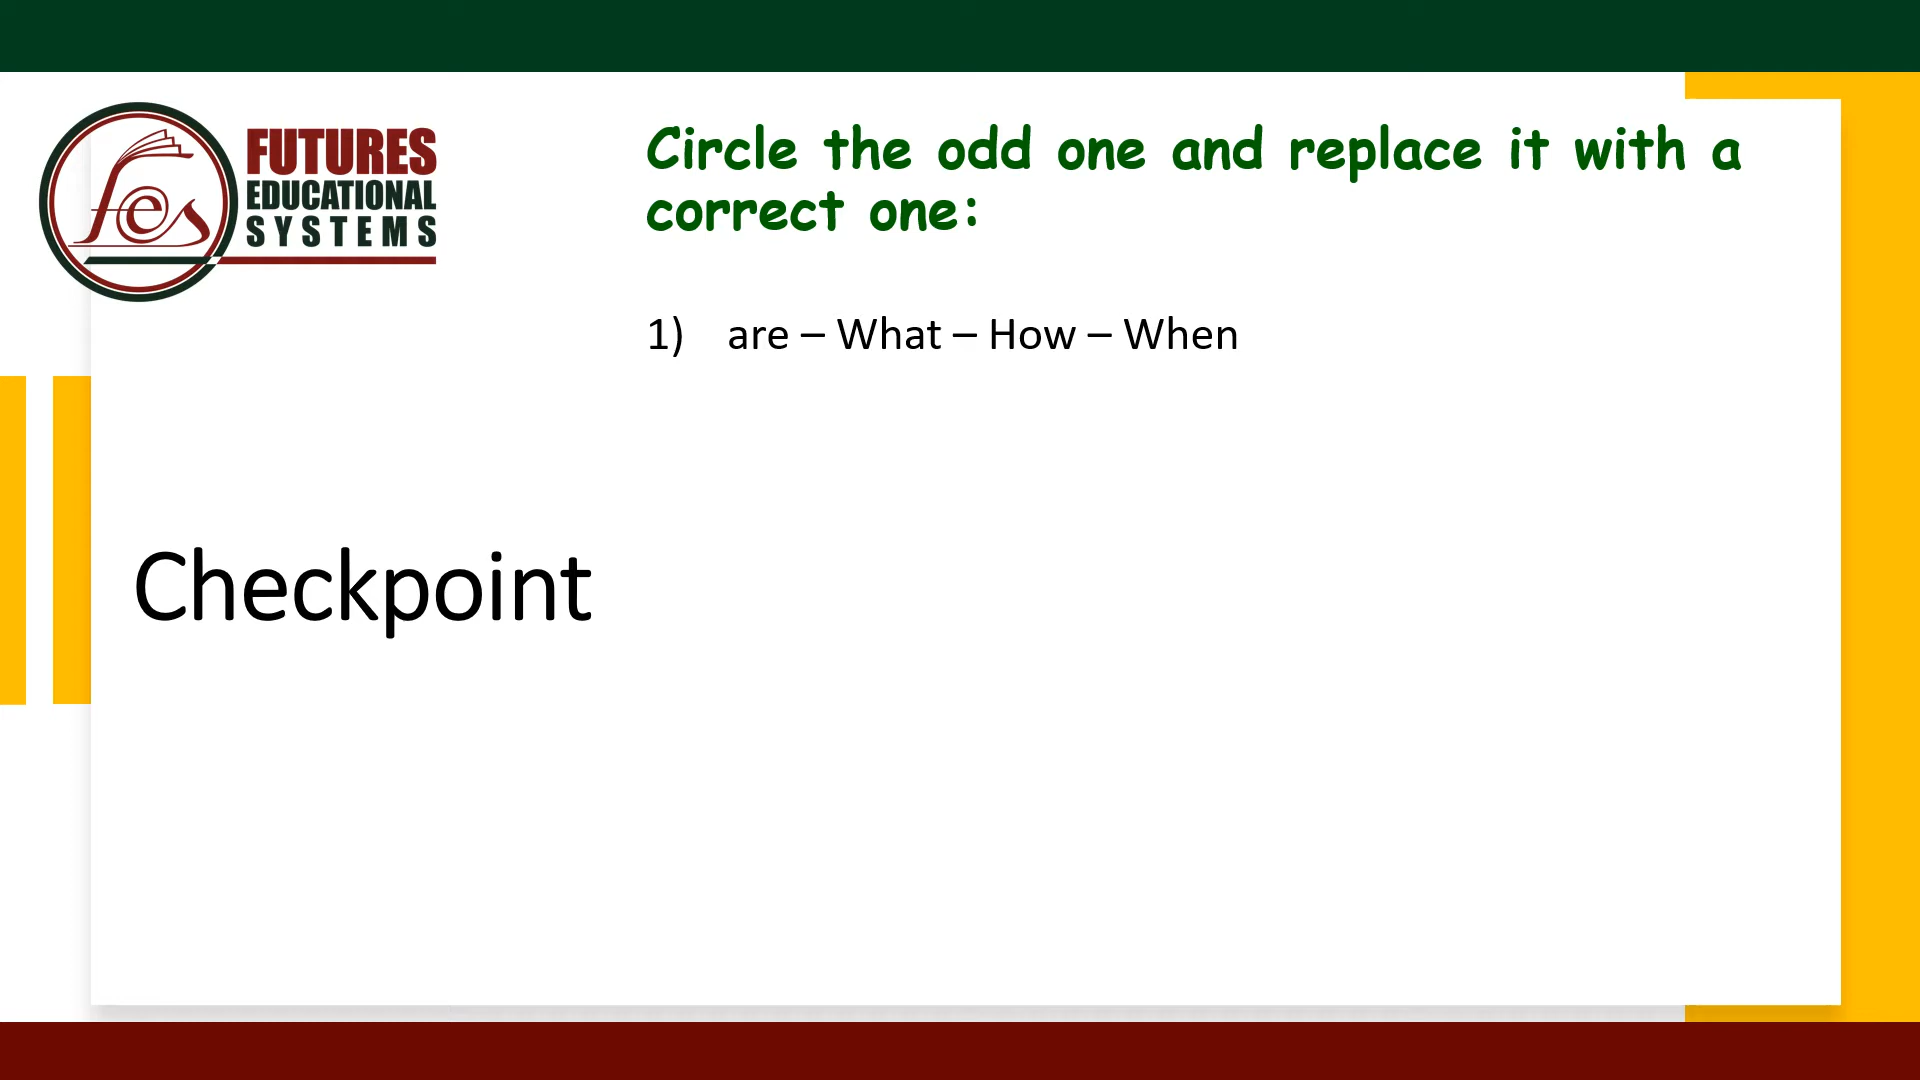 fes
FUTURES
EDUCATIONAL
SYSTEMS
Circle the odd one and replace it with a
correct one:
1) are – What – How – When
Checkpoint